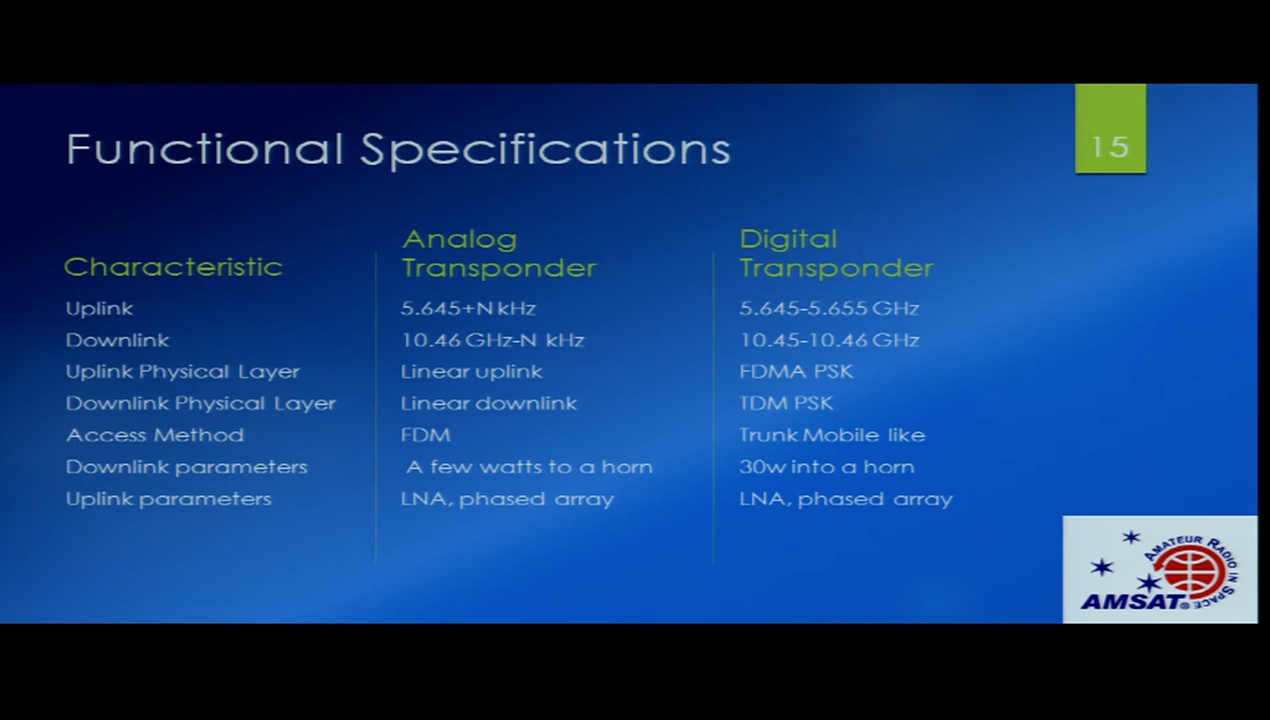 Functional Specifications
15
Characteristic Analog Transponder Digital Transponder
Uplink 5.645+N kHz 5.645-5.655 GHz
Downlink 10.46 GHz-N kHz 10.45-10.46 GHz
Uplink Physical Layer Linear uplink FDMA PSK
Downlink Physical Layer Linear downlink TDM PSK
Access Method FDM Trunk Mobile like
Downlink parameters A few watts to a horn 30w into a horn
Uplink parameters LNA, phased array LNA, phased array
AMATEUR RADIO IN SPACE
AMSAT®